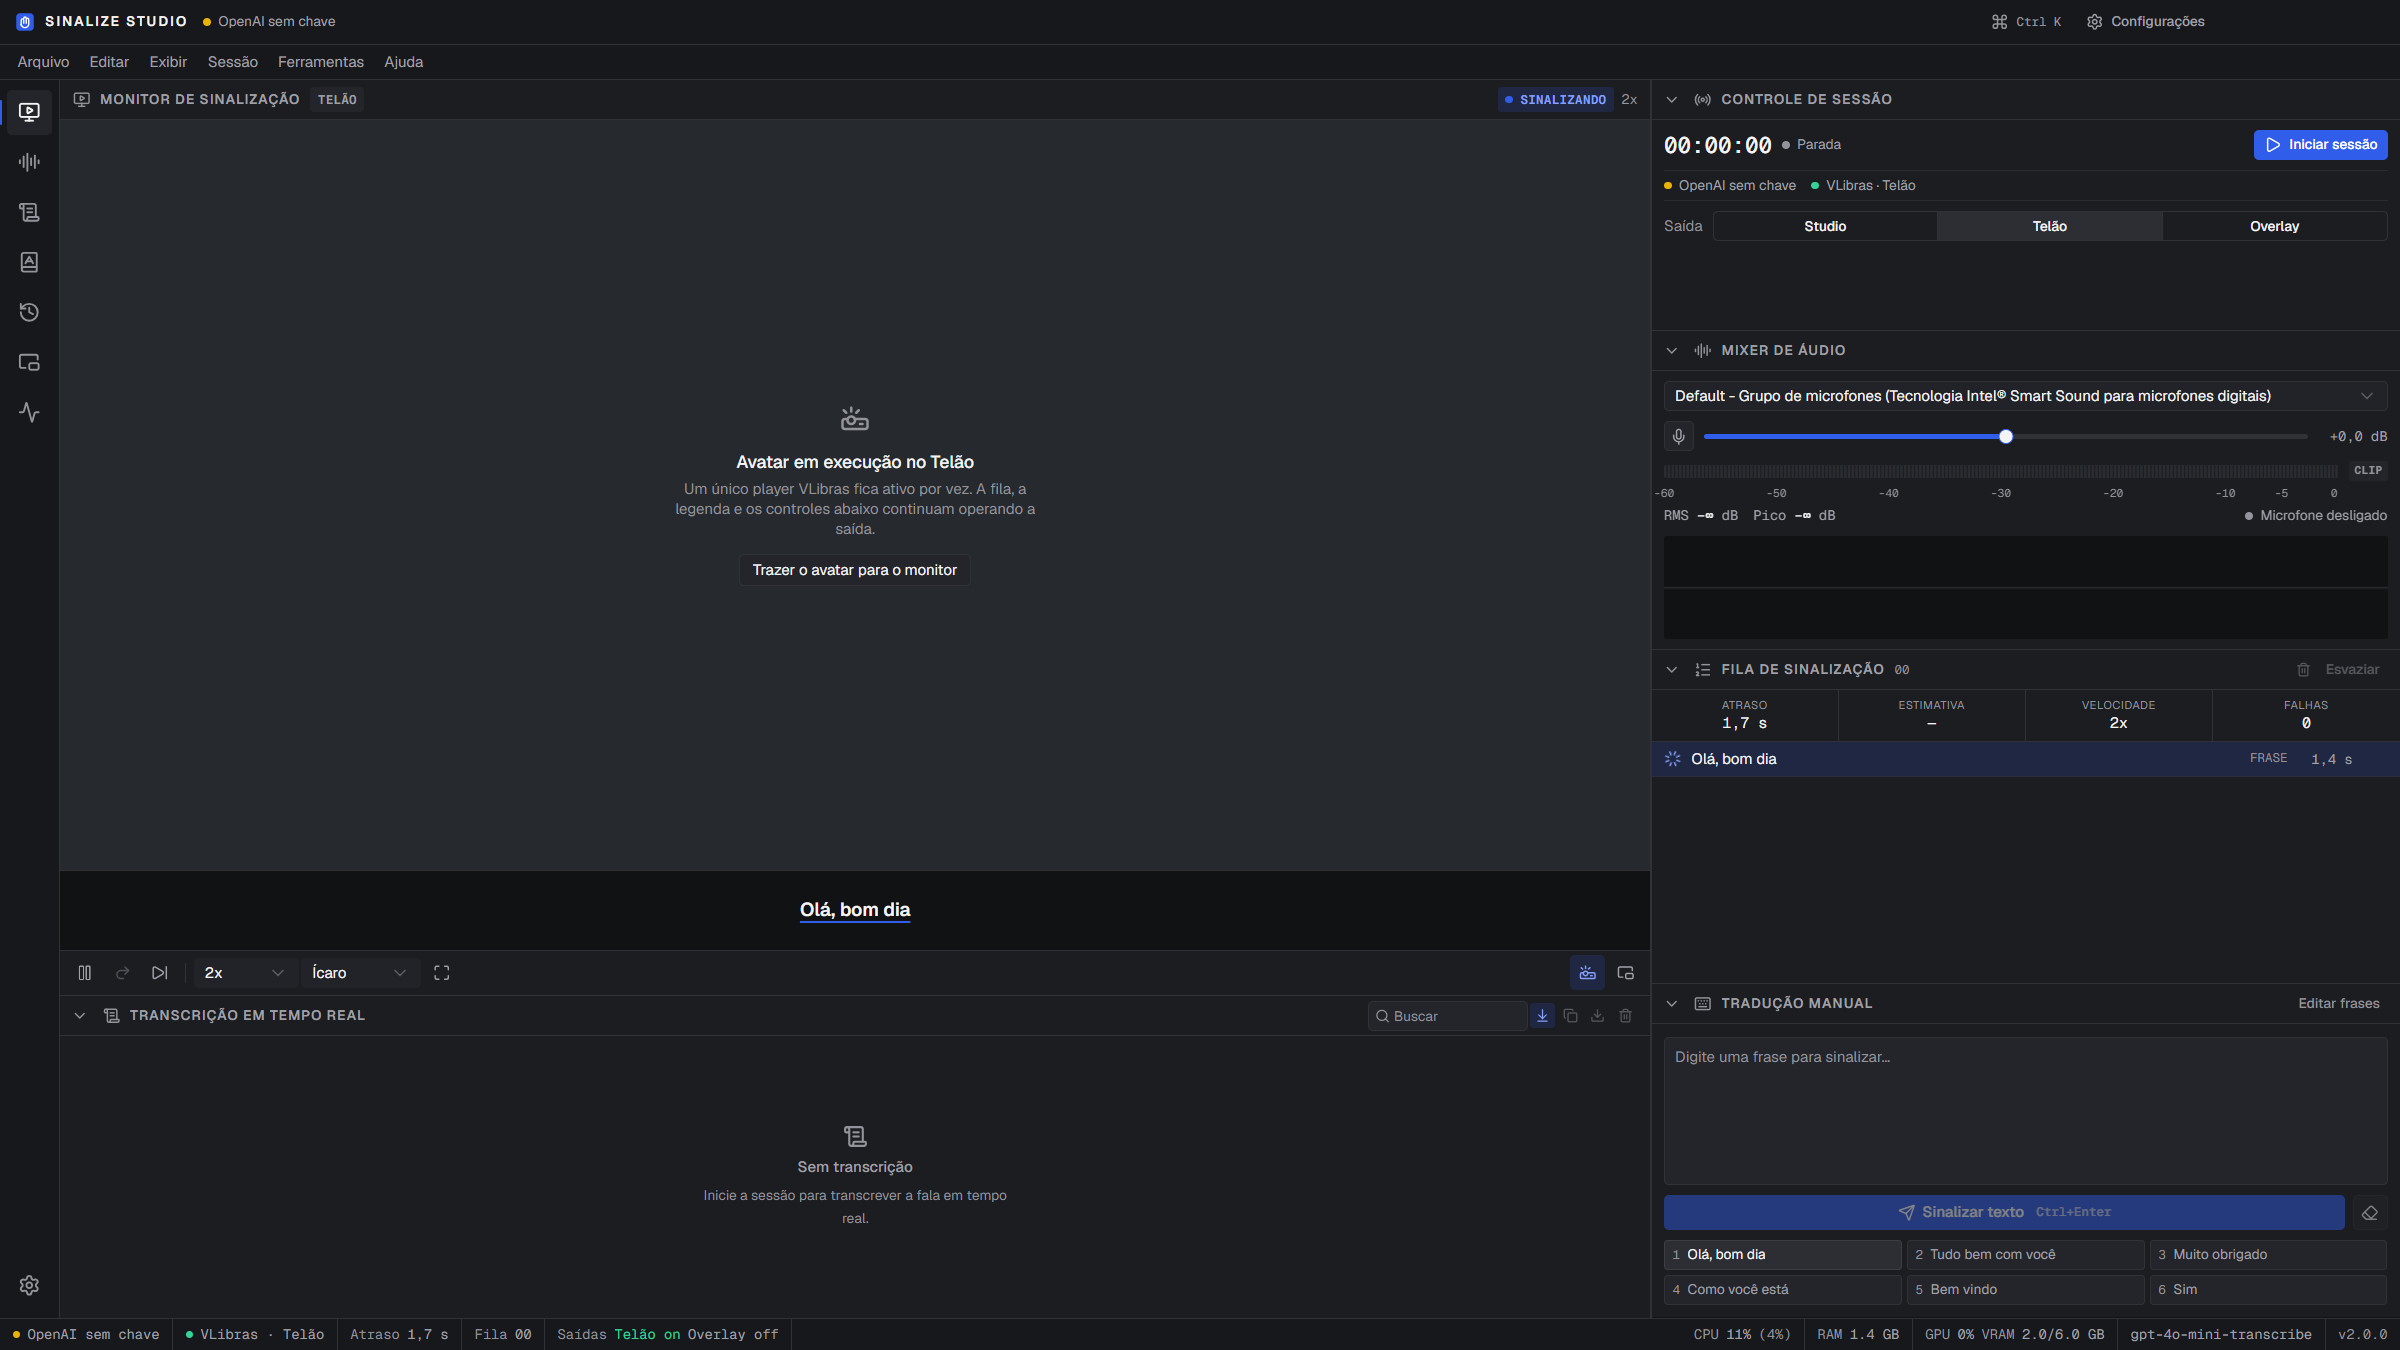 SINALIZE STUDIO OpenAI sem chave Ctrl K Configurações
Arquivo Editar Exibir Sessão Ferramentas Ajuda
MONITOR DE SINALIZAÇÃO TELÃO SINALIZANDO 2x
Avatar em execução no Telão
Um único player VLibras fica ativo por vez. A fila, a
legenda e os controles abaixo continuam operando a
saída.
Trazer o avatar para o monitor
Olá, bom dia
2x Ícaro
TRANSCRIÇÃO EM TEMPO REAL Buscar
Sem transcrição
Inicie a sessão para transcrever a fala em tempo
real.
CONTROLE DE SESSÃO
00:00:00 Parada Iniciar sessão
OpenAI sem chave VLibras · Telão
Saída Studio Telão Overlay
MIXER DE ÁUDIO
Default - Grupo de microfones (Tecnologia Intel® Smart Sound para microfones digitais)
+0,0 dB
CLIP
-60 -50 -40 -30 -20 -10 -5 0
RMS -∞ dB Pico -∞ dB Microfone desligado
FILA DE SINALIZAÇÃO 00 Esvaziar
ATRASO ESTIMATIVA VELOCIDADE FALHAS
1,7 s – 2x 0
Olá, bom dia FRASE 1,4 s
TRADUÇÃO MANUAL Editar frases
Digite uma frase para sinalizar…
Sinalizar texto Ctrl+Enter
1 Olá, bom dia 2 Tudo bem com você 3 Muito obrigado
4 Como você está 5 Bem vindo 6 Sim
OpenAI sem chave VLibras · Telão Atraso 1,7 s Fila 00 Saídas Telão on Overlay off CPU 11% (4%) RAM 1.4 GB GPU 0% VRAM 2.0/6.0 GB gpt-4o-mini-transcribe v2.0.0